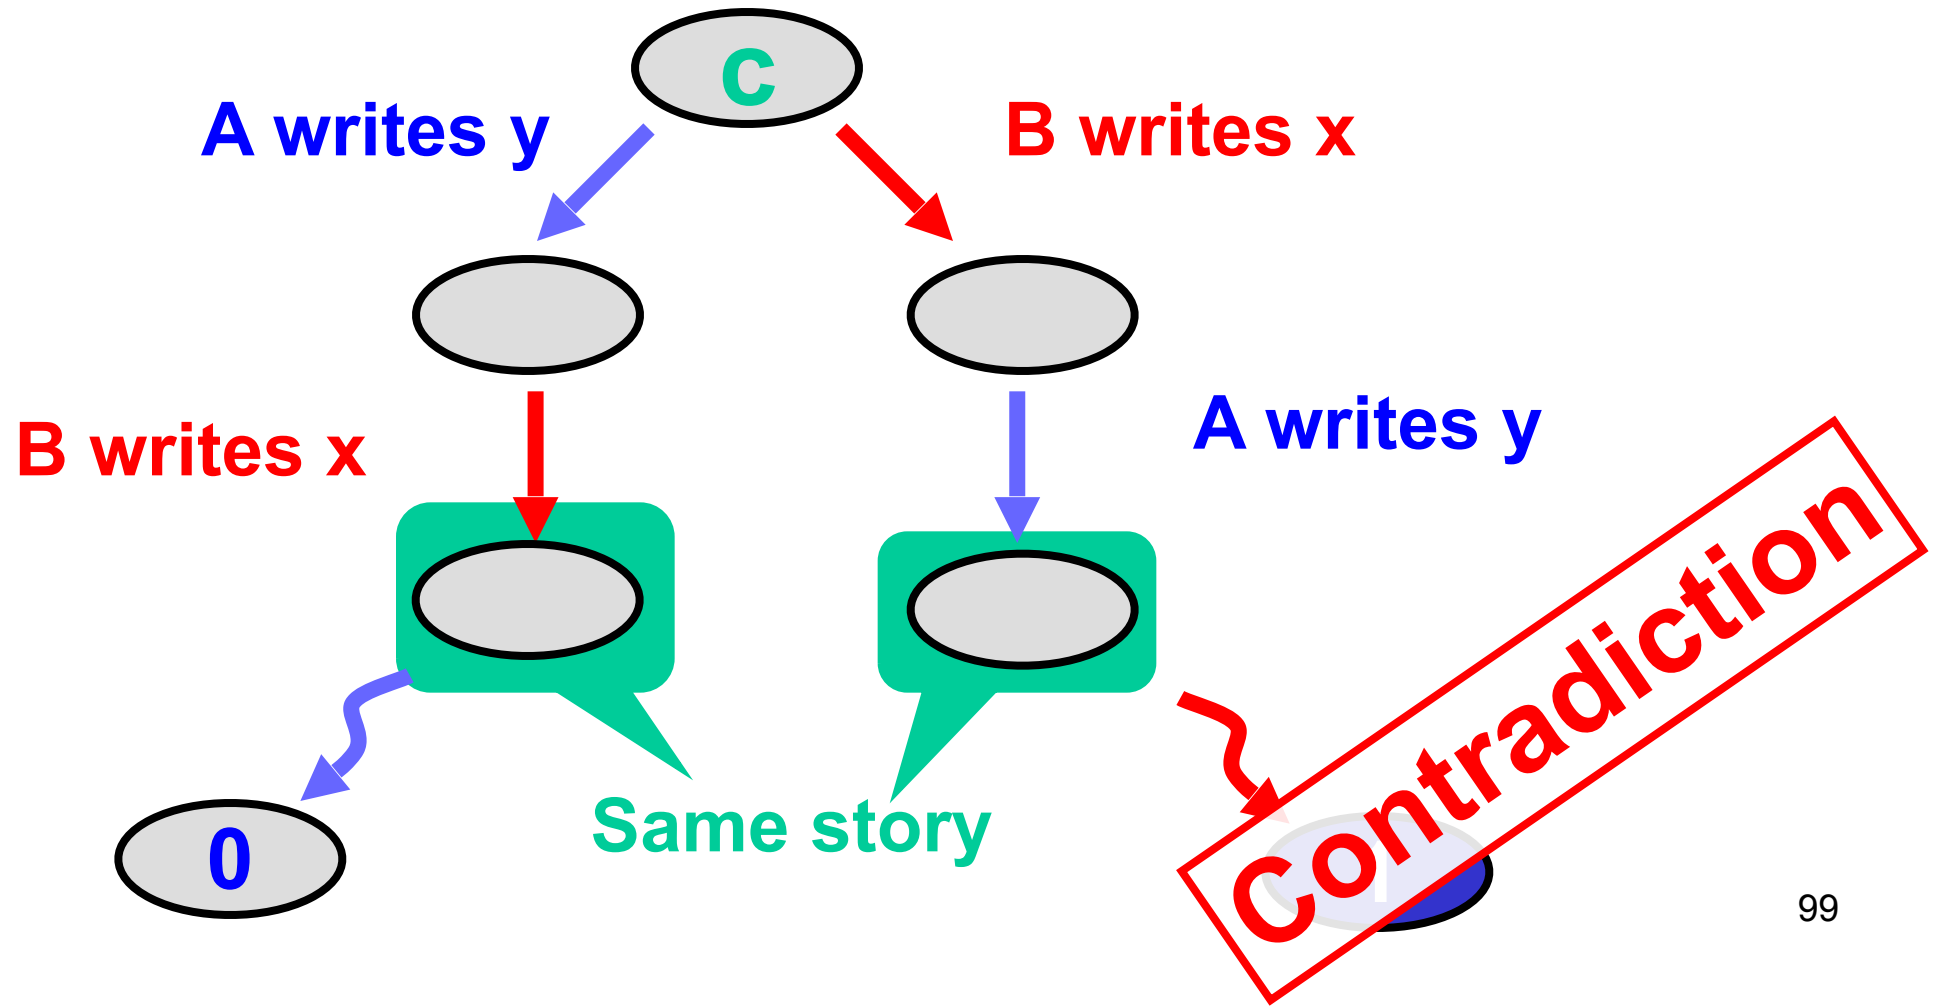 c
A writes y
B writes x
B writes x
A writes y
Same story
0
Contradiction
99